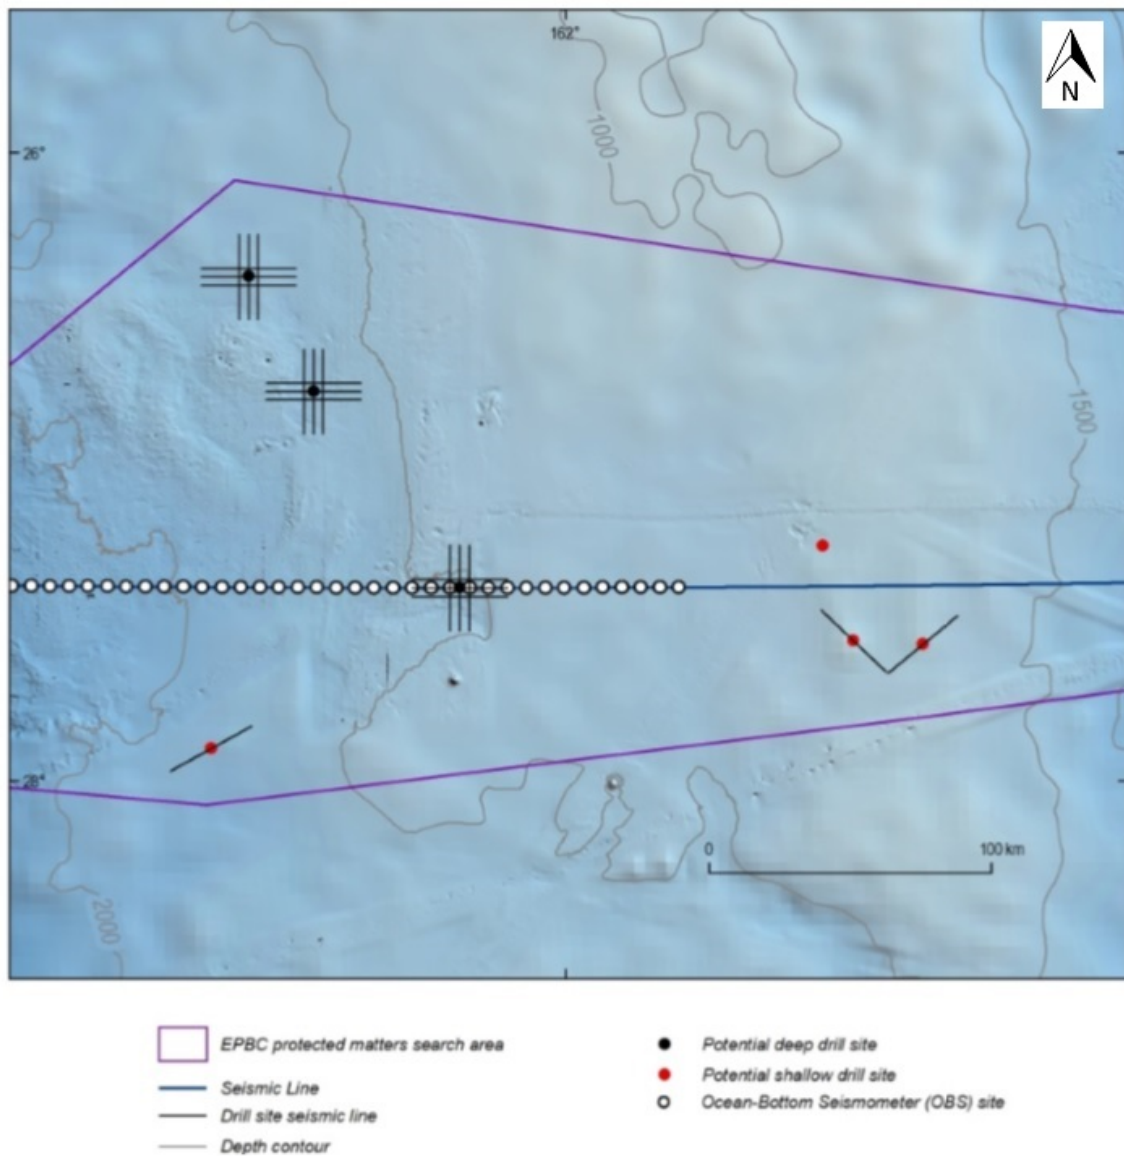 162°
N
26°
1000
1500
28°
0 100 km
2000
EPBC protected matters search area
Seismic Line
Drill site seismic line
Depth contour
Potential deep drill site
Potential shallow drill site
Ocean-Bottom Seismometer (OBS) site